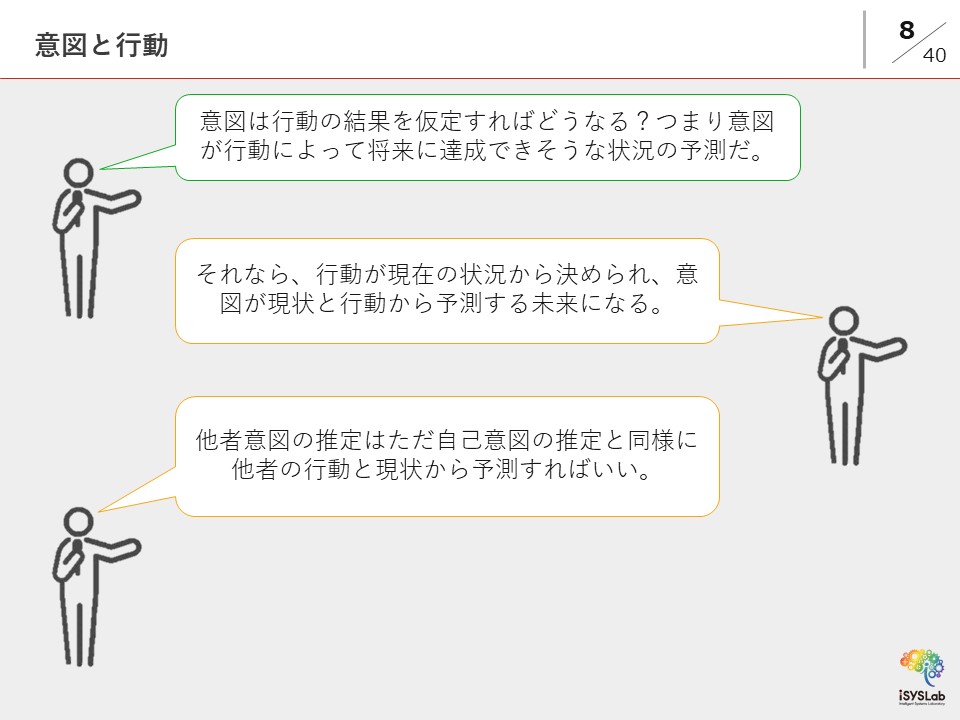 意図と行動
8
40
意図は行動の結果を仮定すればどうなる？つまり意図
が行動によって将来に達成できそうな状況の予測だ。
それなら、行動が現在の状況から決められ、意
図が現状と行動から予測する未来になる。
他者意図の推定はただ自己意図の推定と同様に
他者の行動と現状から予測すればいい。
iSYSLab
Intelligent Systems Laboratory